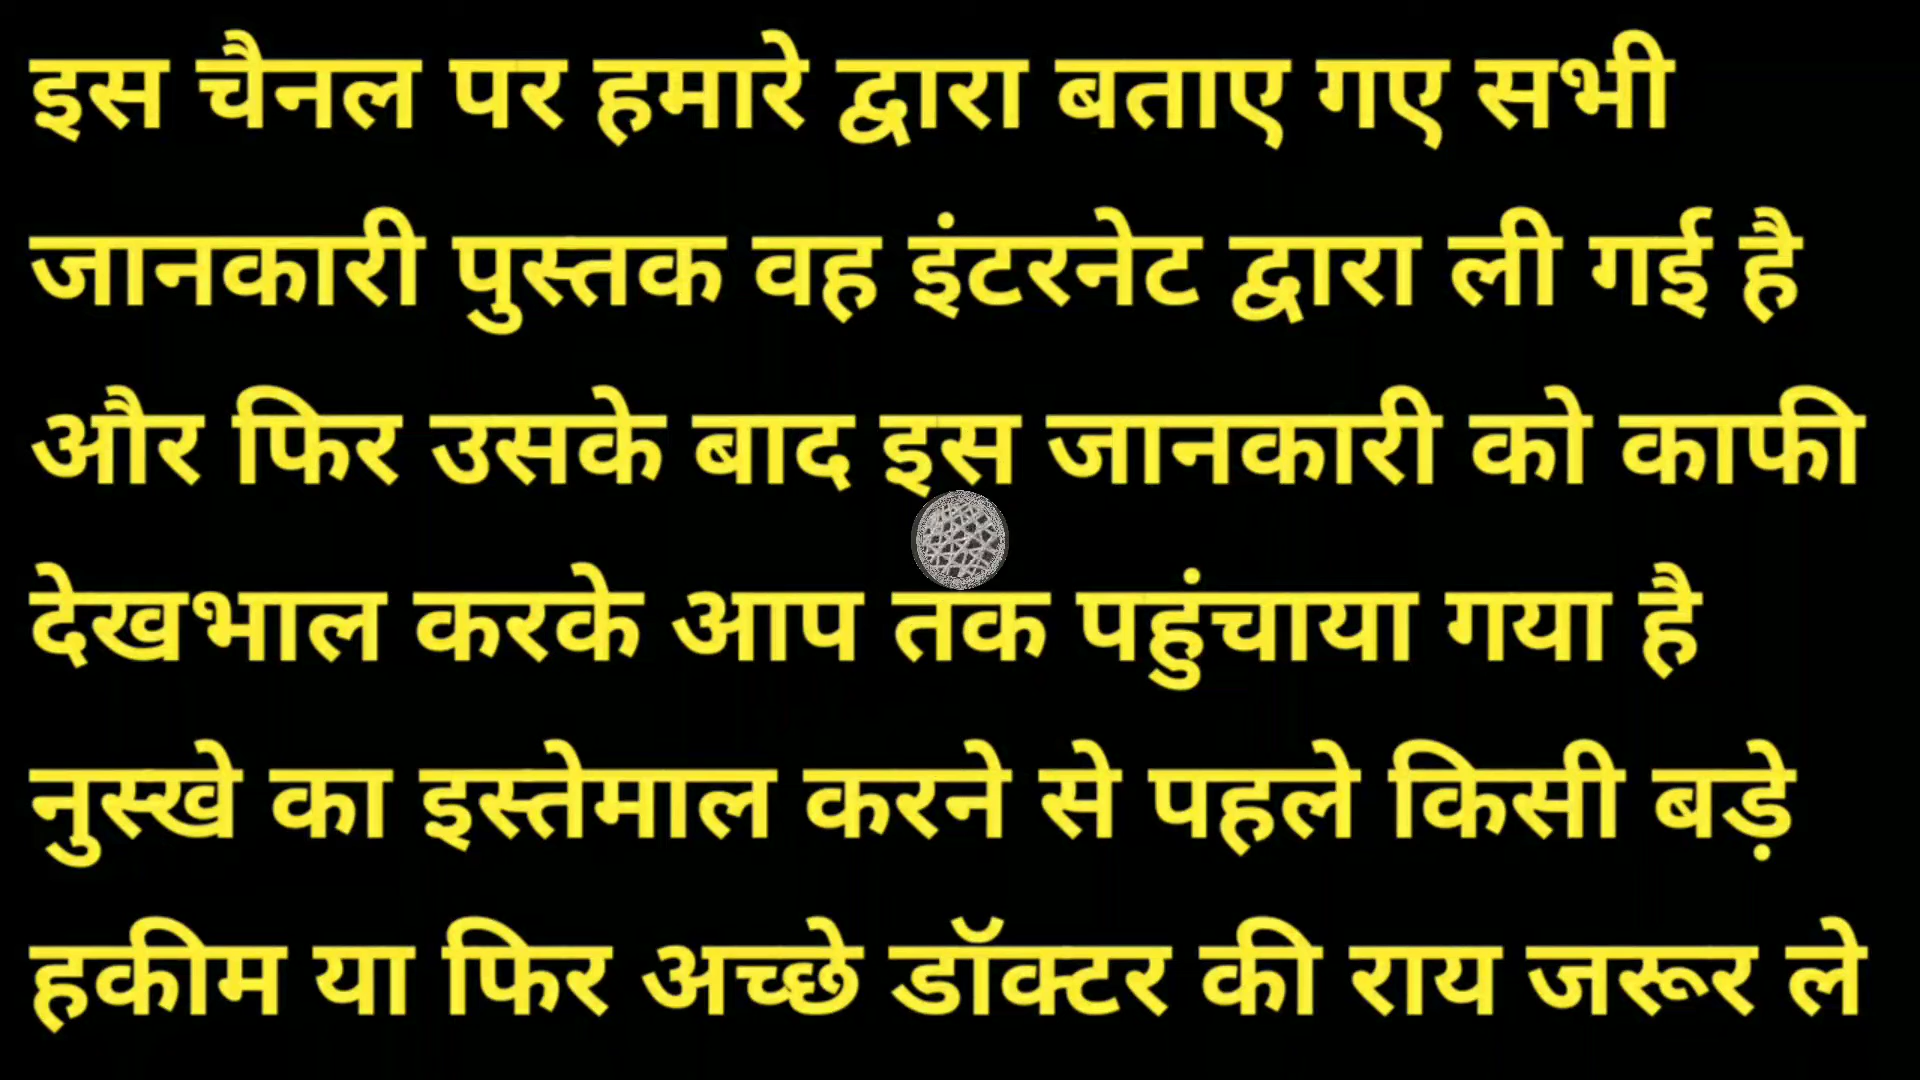 इस चैनल पर हमारे द्वारा बताए गए सभी
जानकारी पुस्तक वह इंटरनेट द्वारा ली गई है
और फिर उसके बाद इस जानकारी को काफी
देखभाल करके आप तक पहुंचाया गया है
नुस्खे का इस्तेमाल करने से पहले किसी बड़े
हकीम या फिर अच्छे डॉक्टर की राय जरूर ले